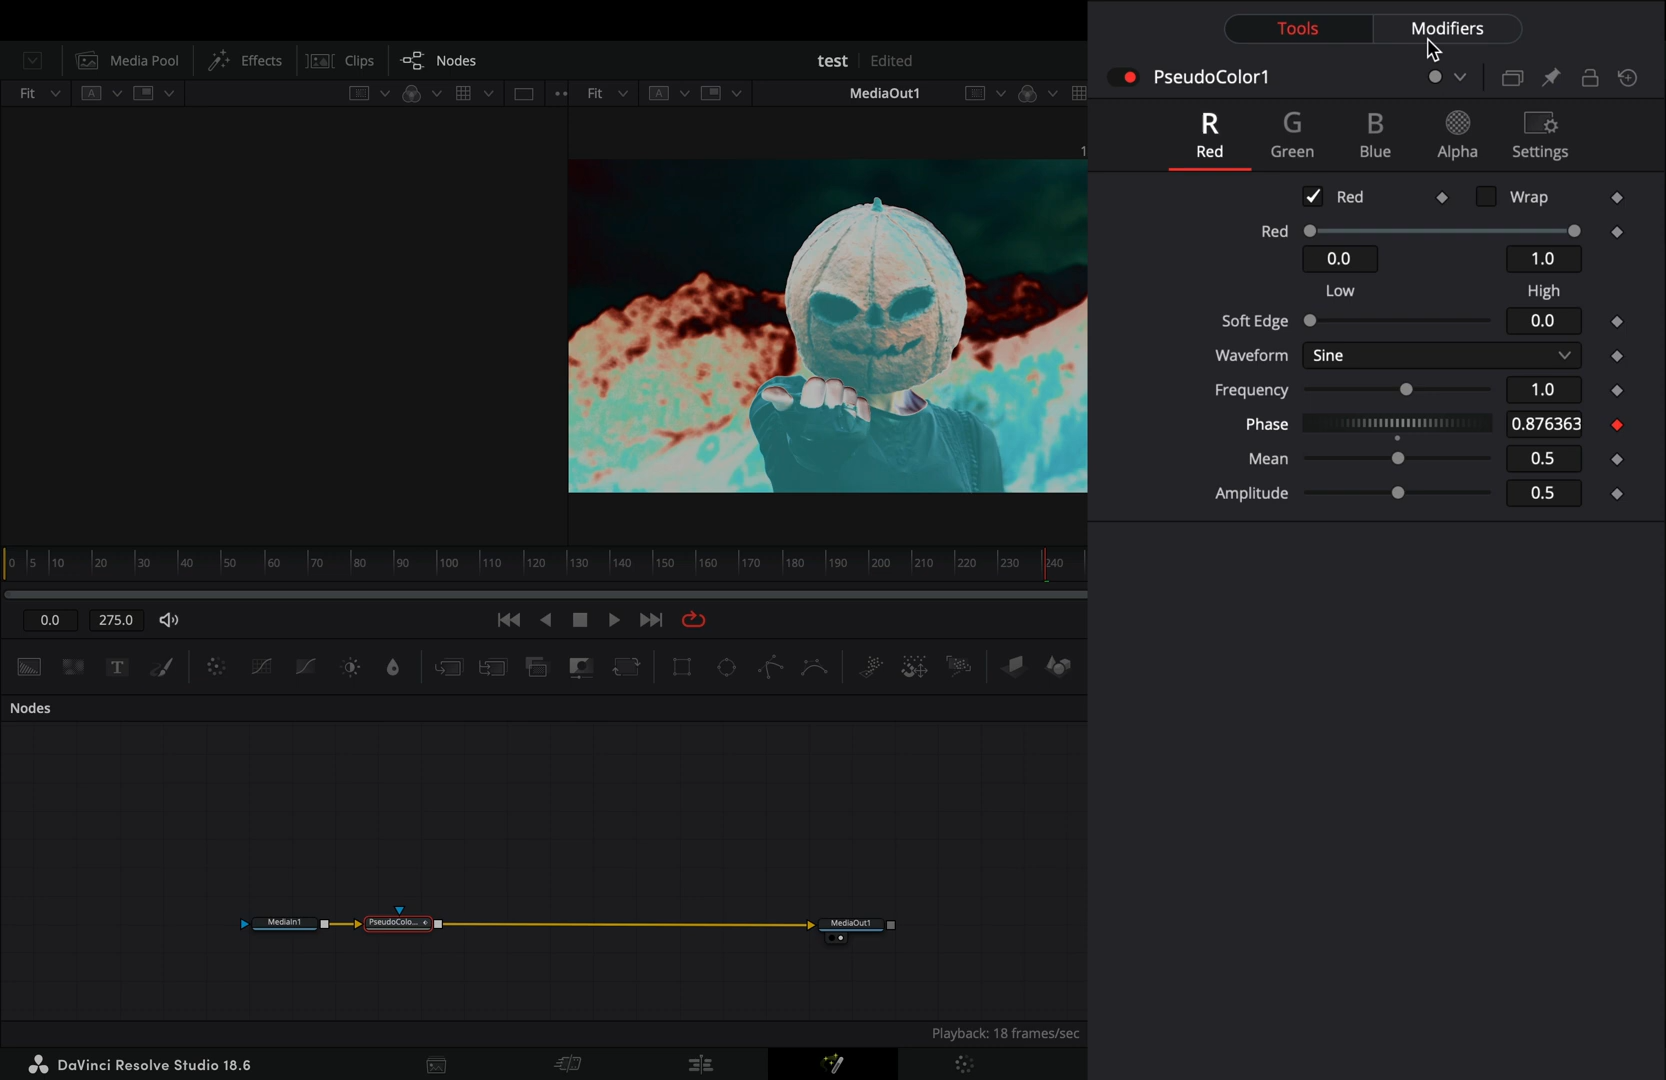 Tools Modifiers
Media Pool Effects Clips Nodes test Edited
PseudoColor1
Fit A Fit A MediaOut1
R G B
Red Green Blue Alpha Settings
1
Red Wrap
Red
0.0 1.0
Low High
Soft Edge 0.0
Waveform Sine
Frequency 1.0
Phase 0.876363
Mean 0.5
Amplitude 0.5
0 5 10 20 30 40 50 60 70 80 90 100 110 120 130 140 150 160 170 180 190 200 210 220 230 240
0.0 275.0
T
Nodes
MediaIn1 PseudoColo... MediaOut1
Playback: 18 frames/sec
DaVinci Resolve Studio 18.6